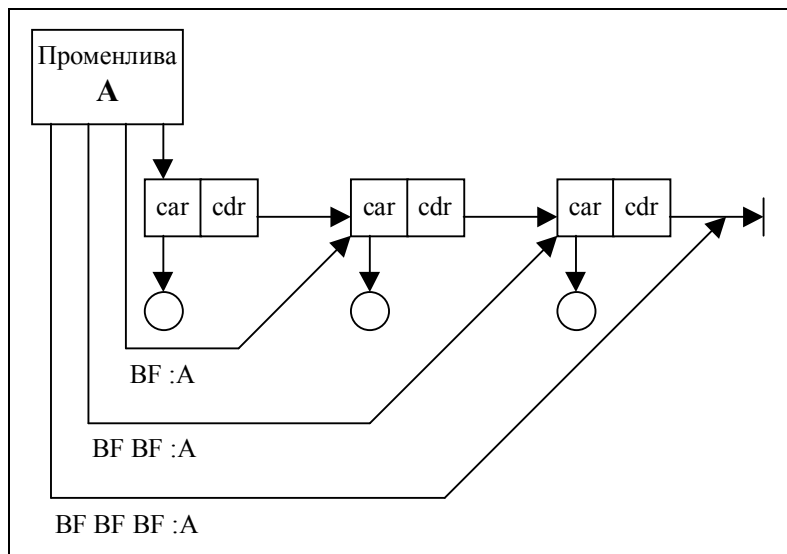 Променлива
A
car cdr car cdr car cdr
BF :A
BF BF :A
BF BF BF :A